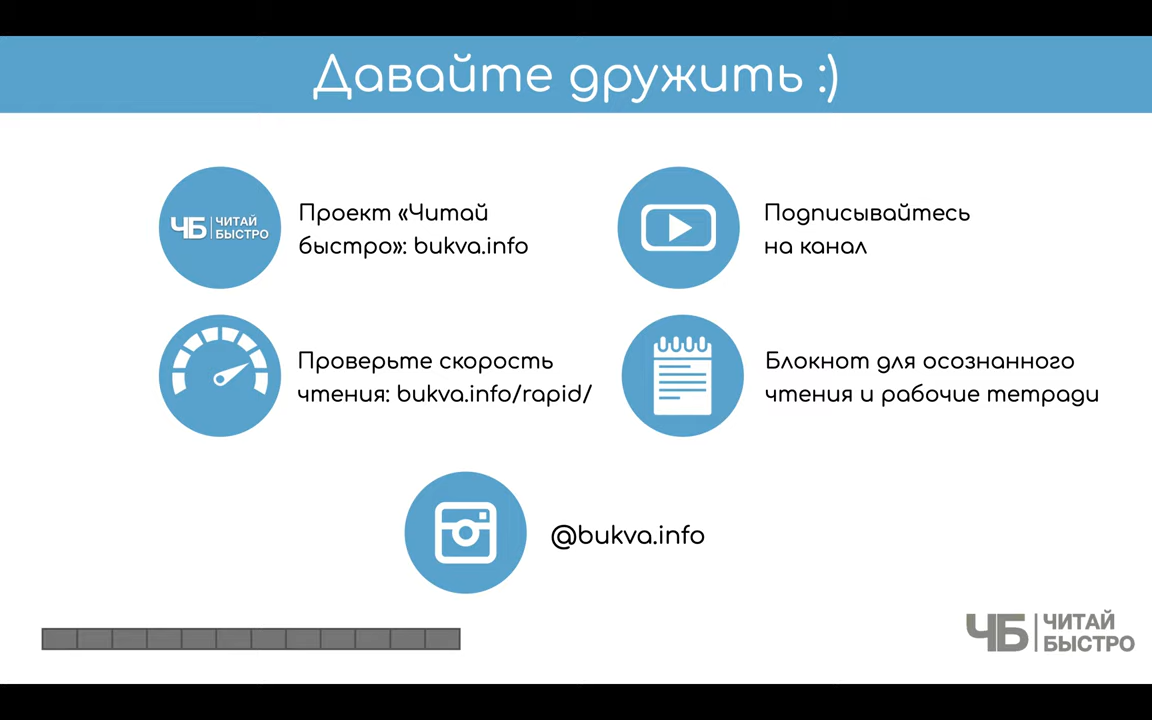 Давайте дружить :)
ЧБ ЧИТАЙ
БЫСТРО
Проект «Читай
быстро»: bukva.info
Подписывайтесь
на канал
Проверьте скорость
чтения: bukva.info/rapid/
Блокнот для осознанного
чтения и рабочие тетради
@bukva.info
ЧБ ЧИТАЙ
БЫСТРО